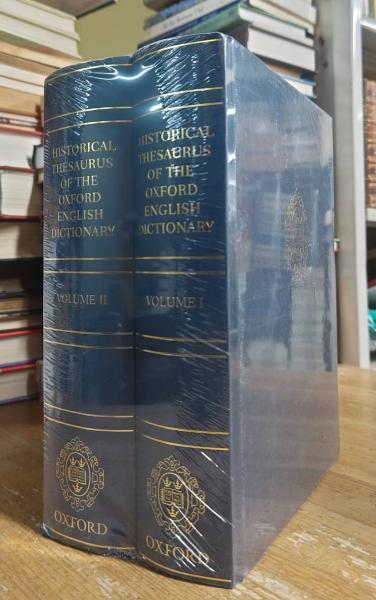 HISTORICAL
THESAURUS
OF THE
OXFORD
ENGLISH
DICTIONARY
VOLUME II
OXFORD
HISTORICAL
THESAURUS
OF THE
OXFORD
ENGLISH
DICTIONARY
VOLUME I
OXFORD